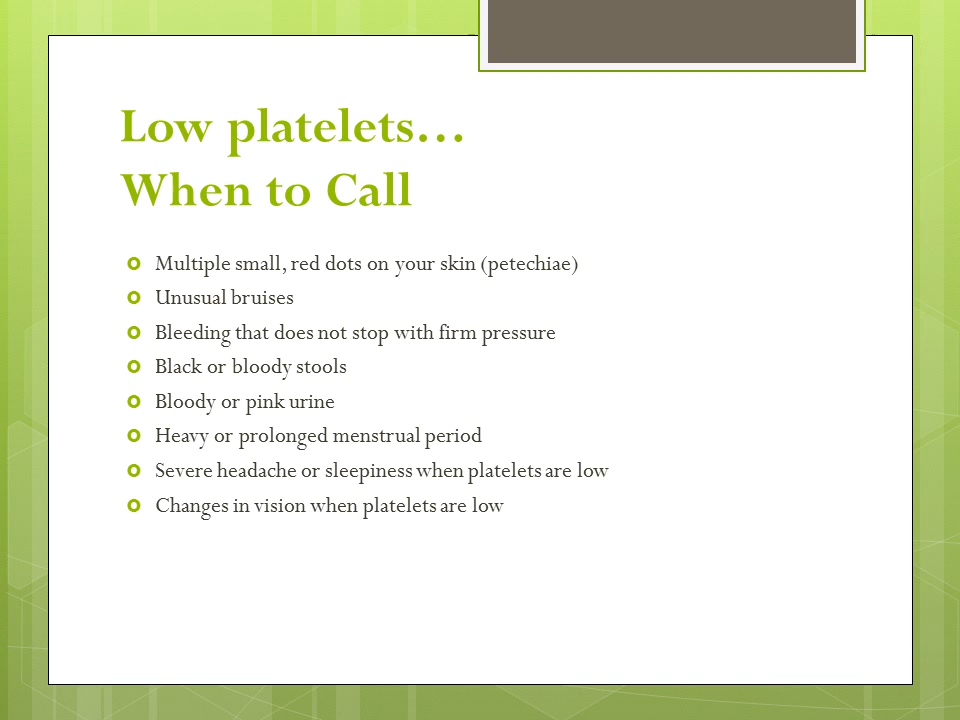 Low platelets…
When to Call
Multiple small, red dots on your skin (petechiae)
Unusual bruises
Bleeding that does not stop with firm pressure
Black or bloody stools
Bloody or pink urine
Heavy or prolonged menstrual period
Severe headache or sleepiness when platelets are low
Changes in vision when platelets are low